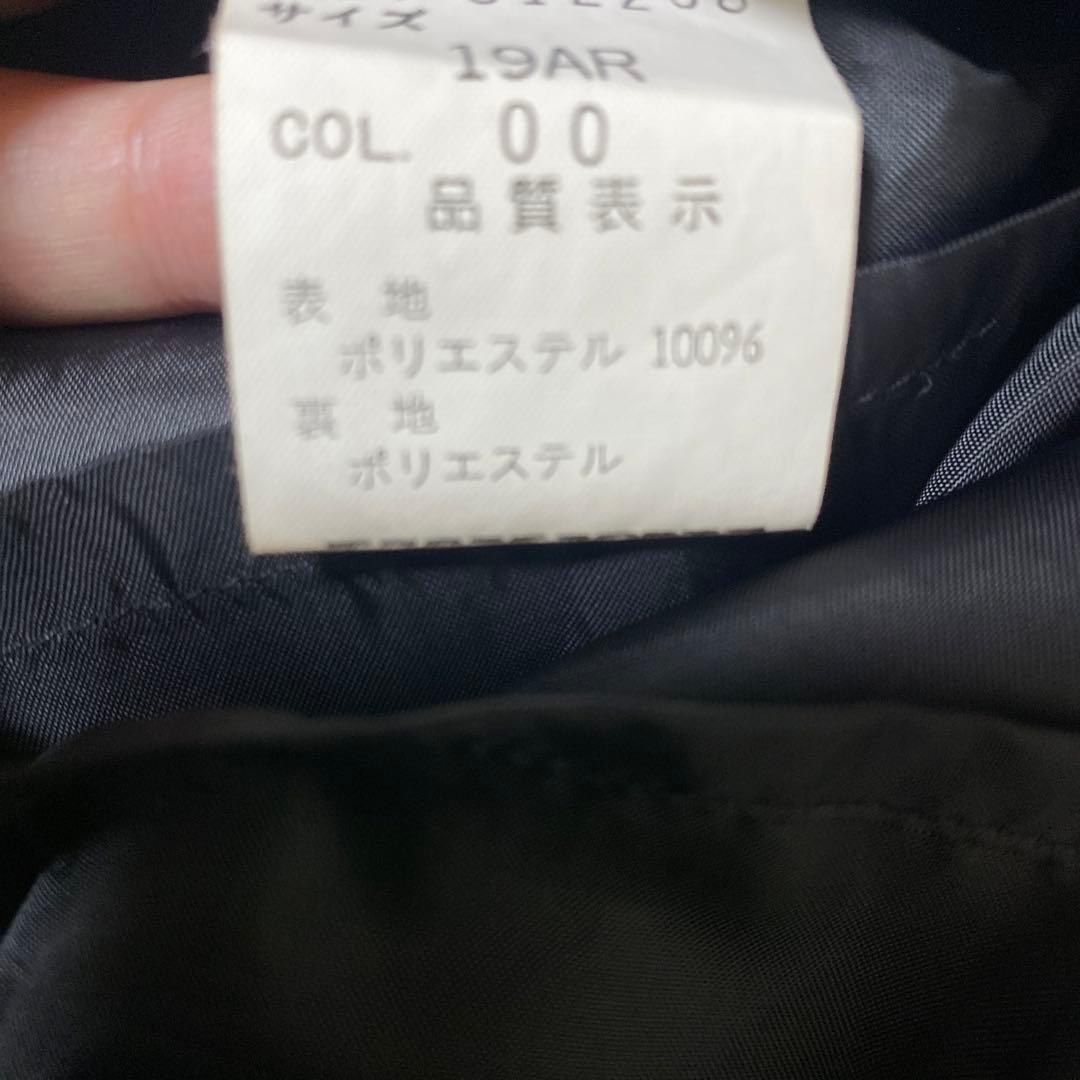 サイズ
19AR
COL. 00
品質表示
表地
ポリエステル 10096
裏地
ポリエステル